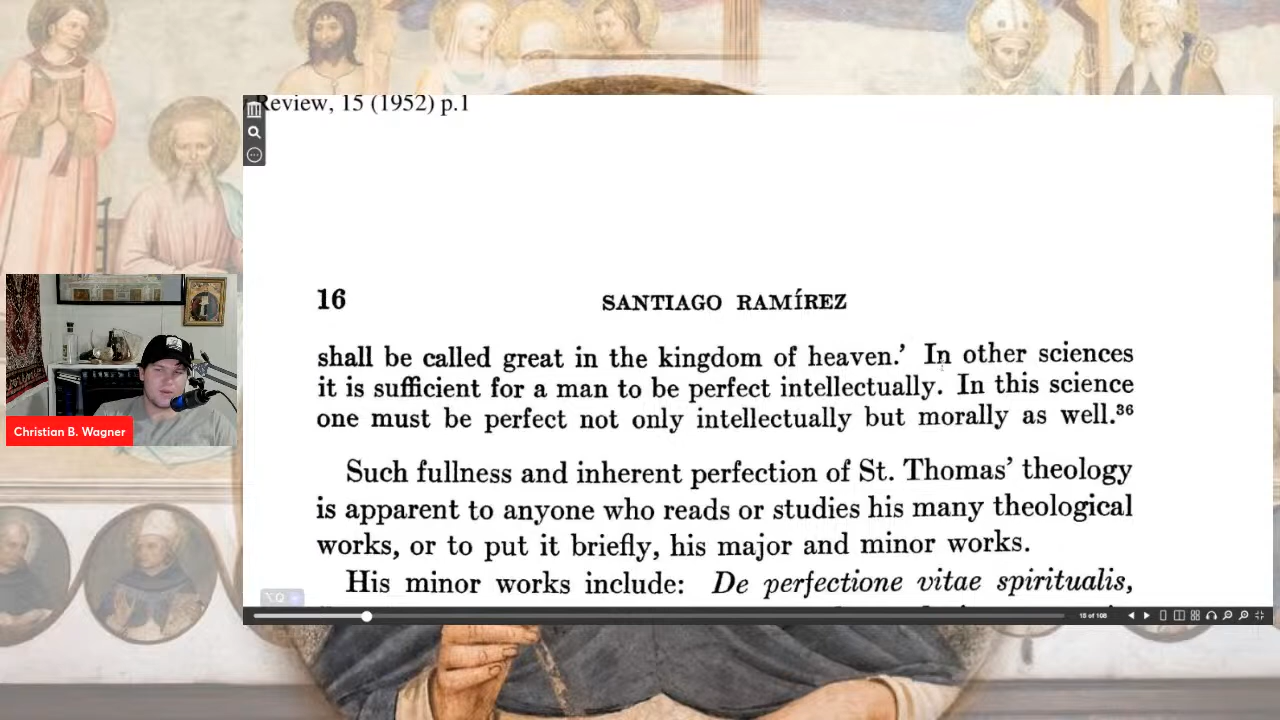 Review, 15 (1952) p.1
16 SANTIAGO RAMÍREZ
shall be called great in the kingdom of heaven.’ In other sciences
it is sufficient for a man to be perfect intellectually. In this science
one must be perfect not only intellectually but morally as well.³⁶
Such fullness and inherent perfection of St. Thomas’ theology
is apparent to anyone who reads or studies his many theological
works, or to put it briefly, his major and minor works.
His minor works include: De perfectione vitae spiritualis,
Christian B. Wagner
18 of 108